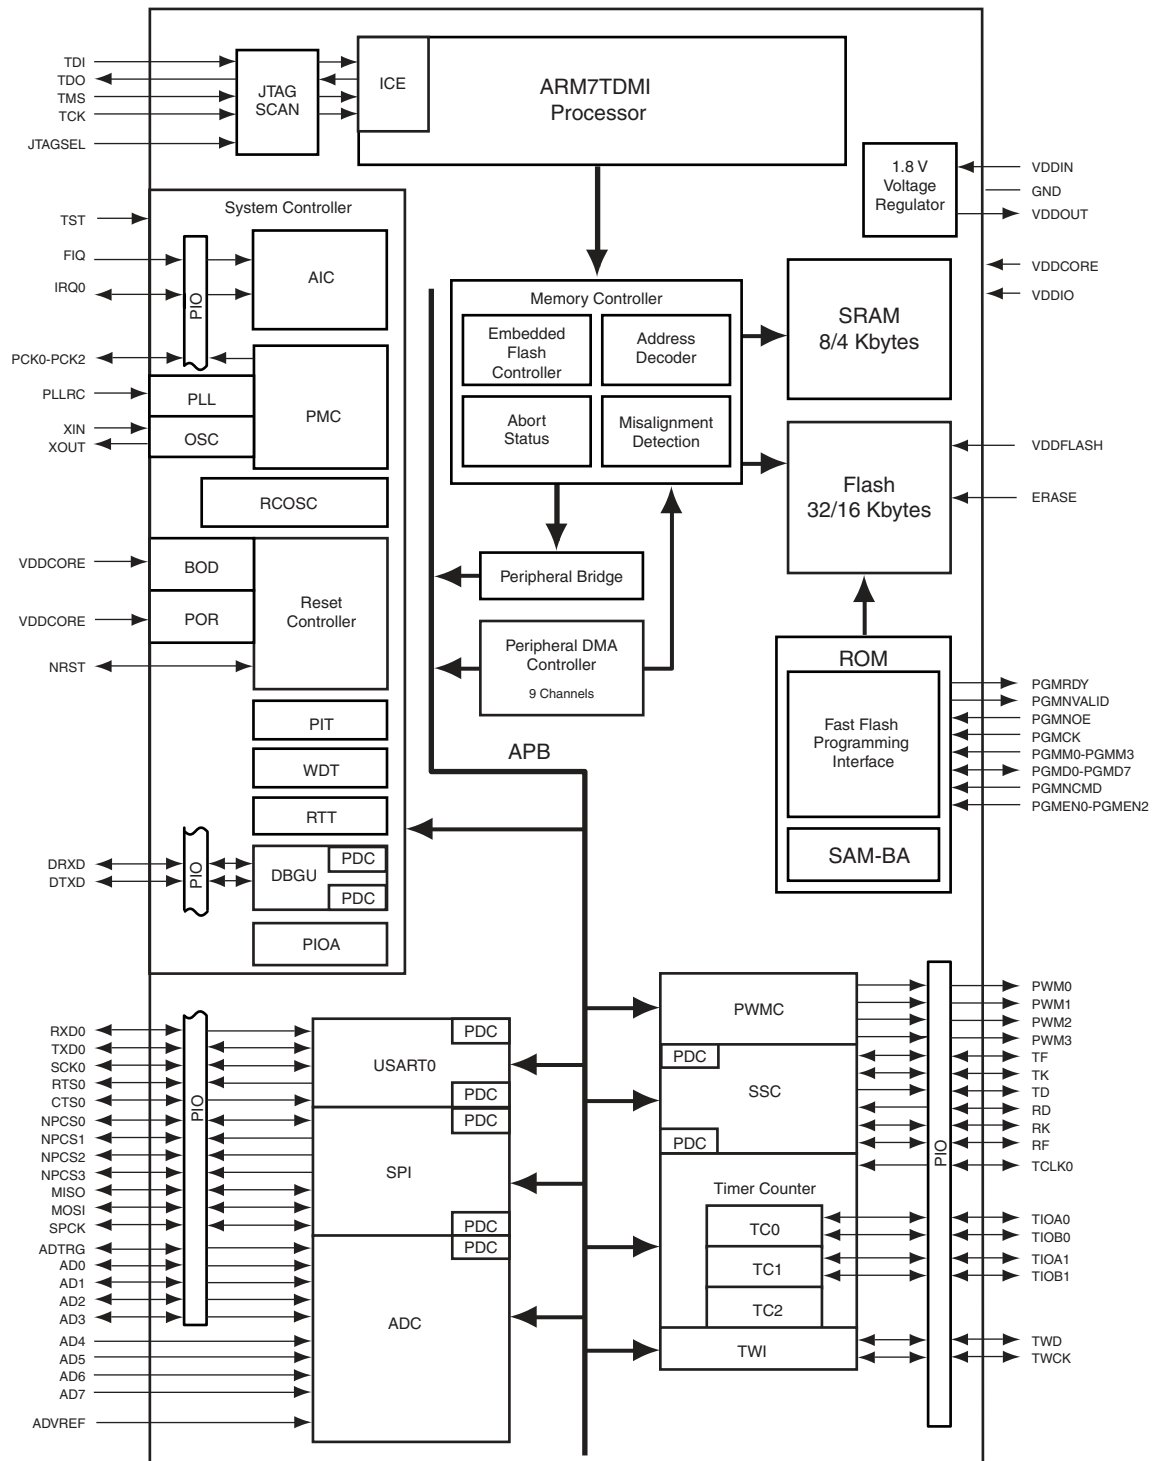 TDI
TDO
TMS
TCK
JTAGSEL
JTAG
SCAN
ICE
ARM7TDMI
Processor
1.8 V
Voltage
Regulator
VDDIN
GND
VDDOUT
VDDCORE
VDDIO
System Controller
TST
FIQ
IRQ0
PIO
AIC
PCK0-PCK2
PLLRC
PLL
XIN
XOUT
OSC
PMC
RCOSC
VDDCORE
BOD
VDDCORE
POR
Reset
Controller
NRST
PIT
WDT
RTT
DRXD
DTXD
PIO
DBGU
PDC
PDC
PIOA
Memory Controller
Embedded
Flash
Controller
Address
Decoder
Abort
Status
Misalignment
Detection
SRAM
8/4 Kbytes
Flash
32/16 Kbytes
VDDFLASH
ERASE
Peripheral Bridge
Peripheral DMA
Controller
9 Channels
APB
ROM
Fast Flash
Programming
Interface
SAM-BA
PGMRDY
PGMNVALID
PGMNOE
PGMCK
PGMM0-PGMM3
PGMD0-PGMD7
PGMNCMD
PGMEN0-PGMEN2
RXD0
TXD0
SCK0
RTS0
CTS0
NPCS0
NPCS1
NPCS2
NPCS3
MISO
MOSI
SPCK
ADTRG
AD0
AD1
AD2
AD3
AD4
AD5
AD6
AD7
ADVREF
PIO
PDC
USART0
PDC
PDC
SPI
PDC
PDC
ADC
PWMC
PDC
SSC
PDC
Timer Counter
TC0
TC1
TC2
TWI
PIO
PWM0
PWM1
PWM2
PWM3
TF
TK
TD
RD
RK
RF
TCLK0
TIOA0
TIOB0
TIOA1
TIOB1
TWD
TWCK